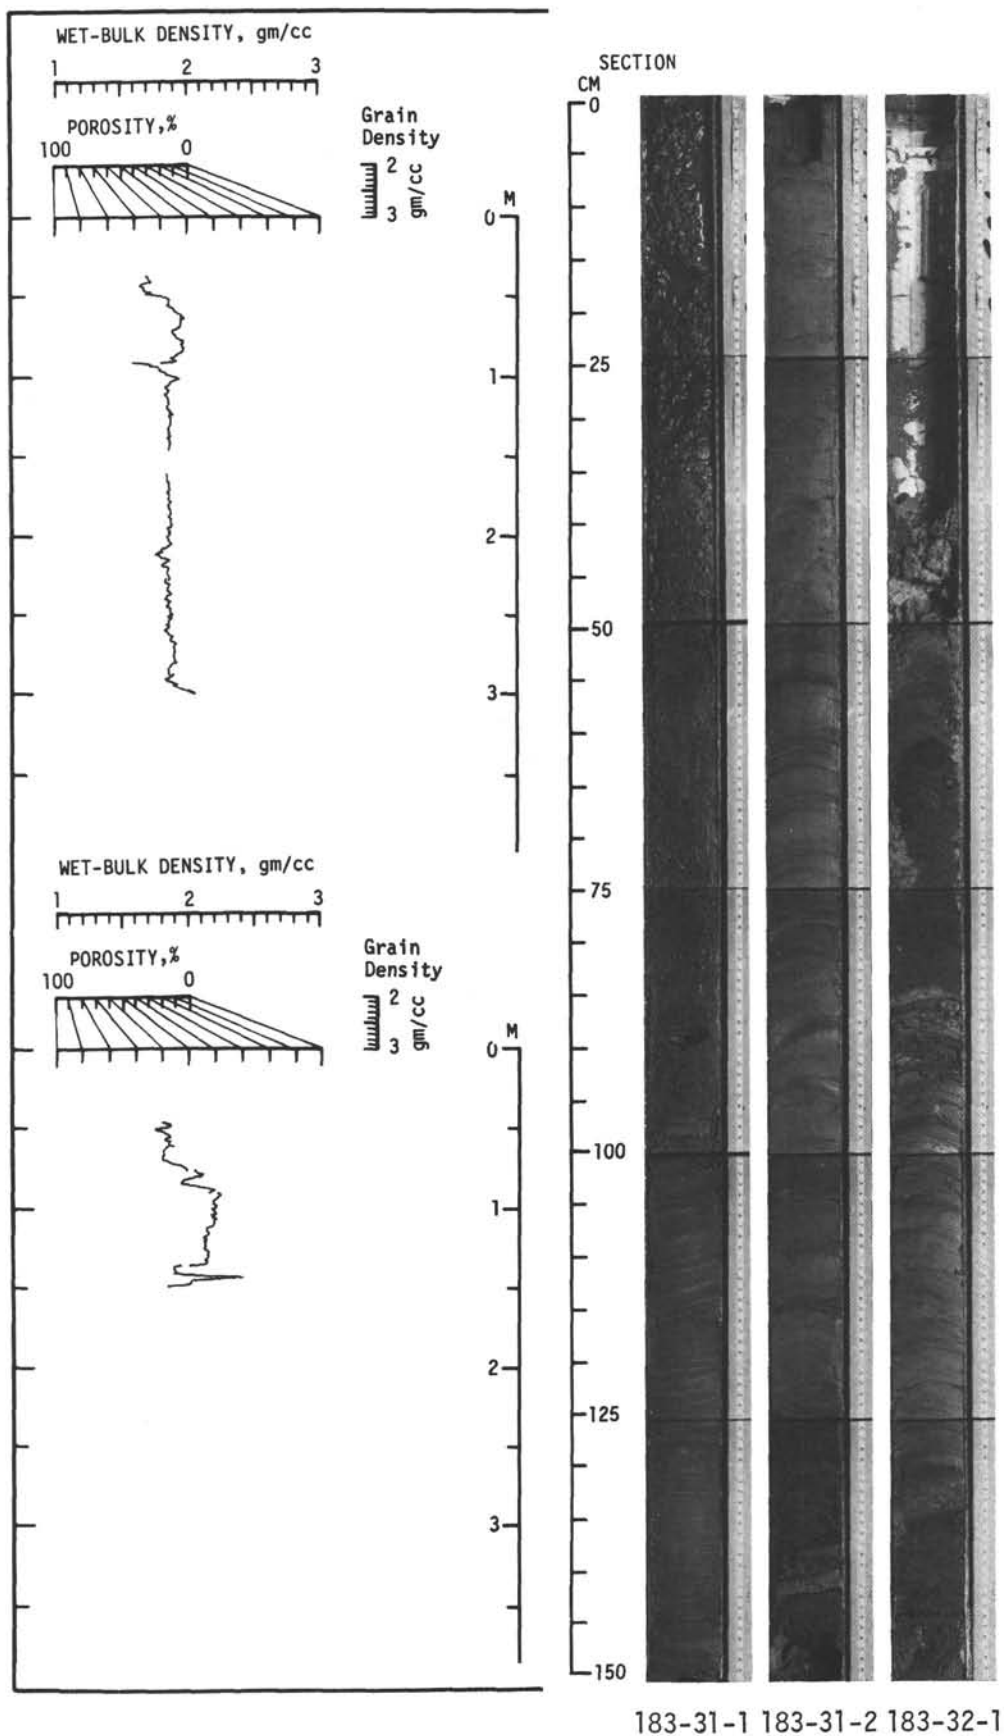 WET-BULK DENSITY, gm/cc
1 2 3
POROSITY,%
100 0
Grain
Density
2
3
gm/cc
M
0
1
2
3
WET-BULK DENSITY, gm/cc
1 2 3
POROSITY,%
100 0
Grain
Density
2
3
gm/cc
M
0
1
2
3
SECTION
CM
0
25
50
75
100
125
150
183-31-1 183-31-2 183-32-1